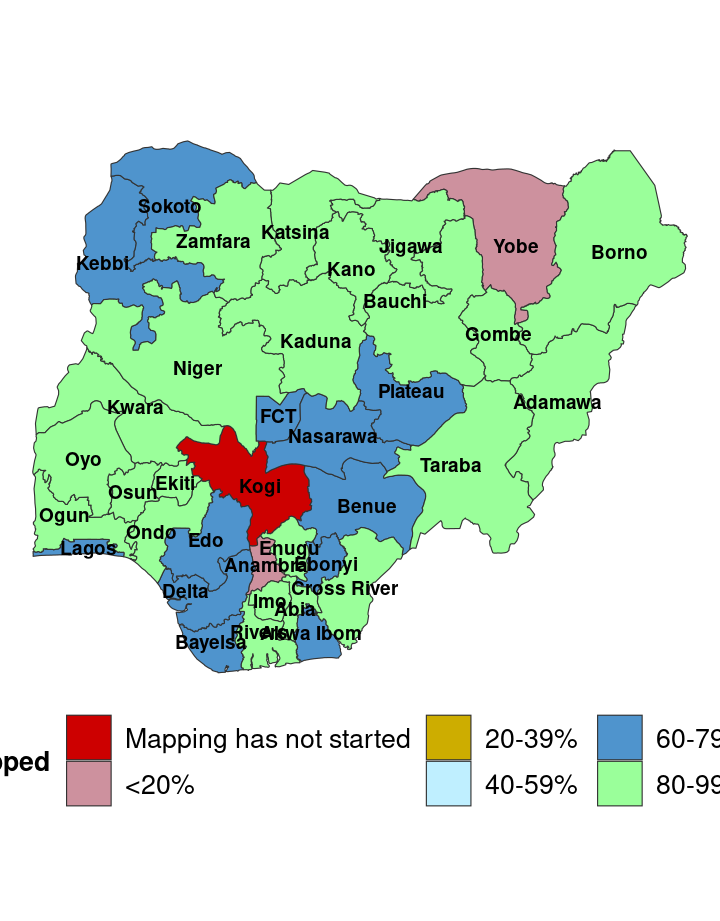 Sokoto
Katsina
Zamfara
Jigawa
Yobe
Borno
Kebbi
Kano
Bauchi
Gombe
Kaduna
Niger
Plateau
Adamawa
Kwara
FCT
Nasarawa
Oyo
Taraba
Ekiti
Kogi
Osun
Benue
Ogun
Ondo
Edo
Lagos
Enugu
Anambra
Ebonyi
Cross River
Delta
Imo
Abia
Rivers
Akwa Ibom
Bayelsa
Mapping has not started
20-39%
60-79
pped
<20%
40-59%
80-99